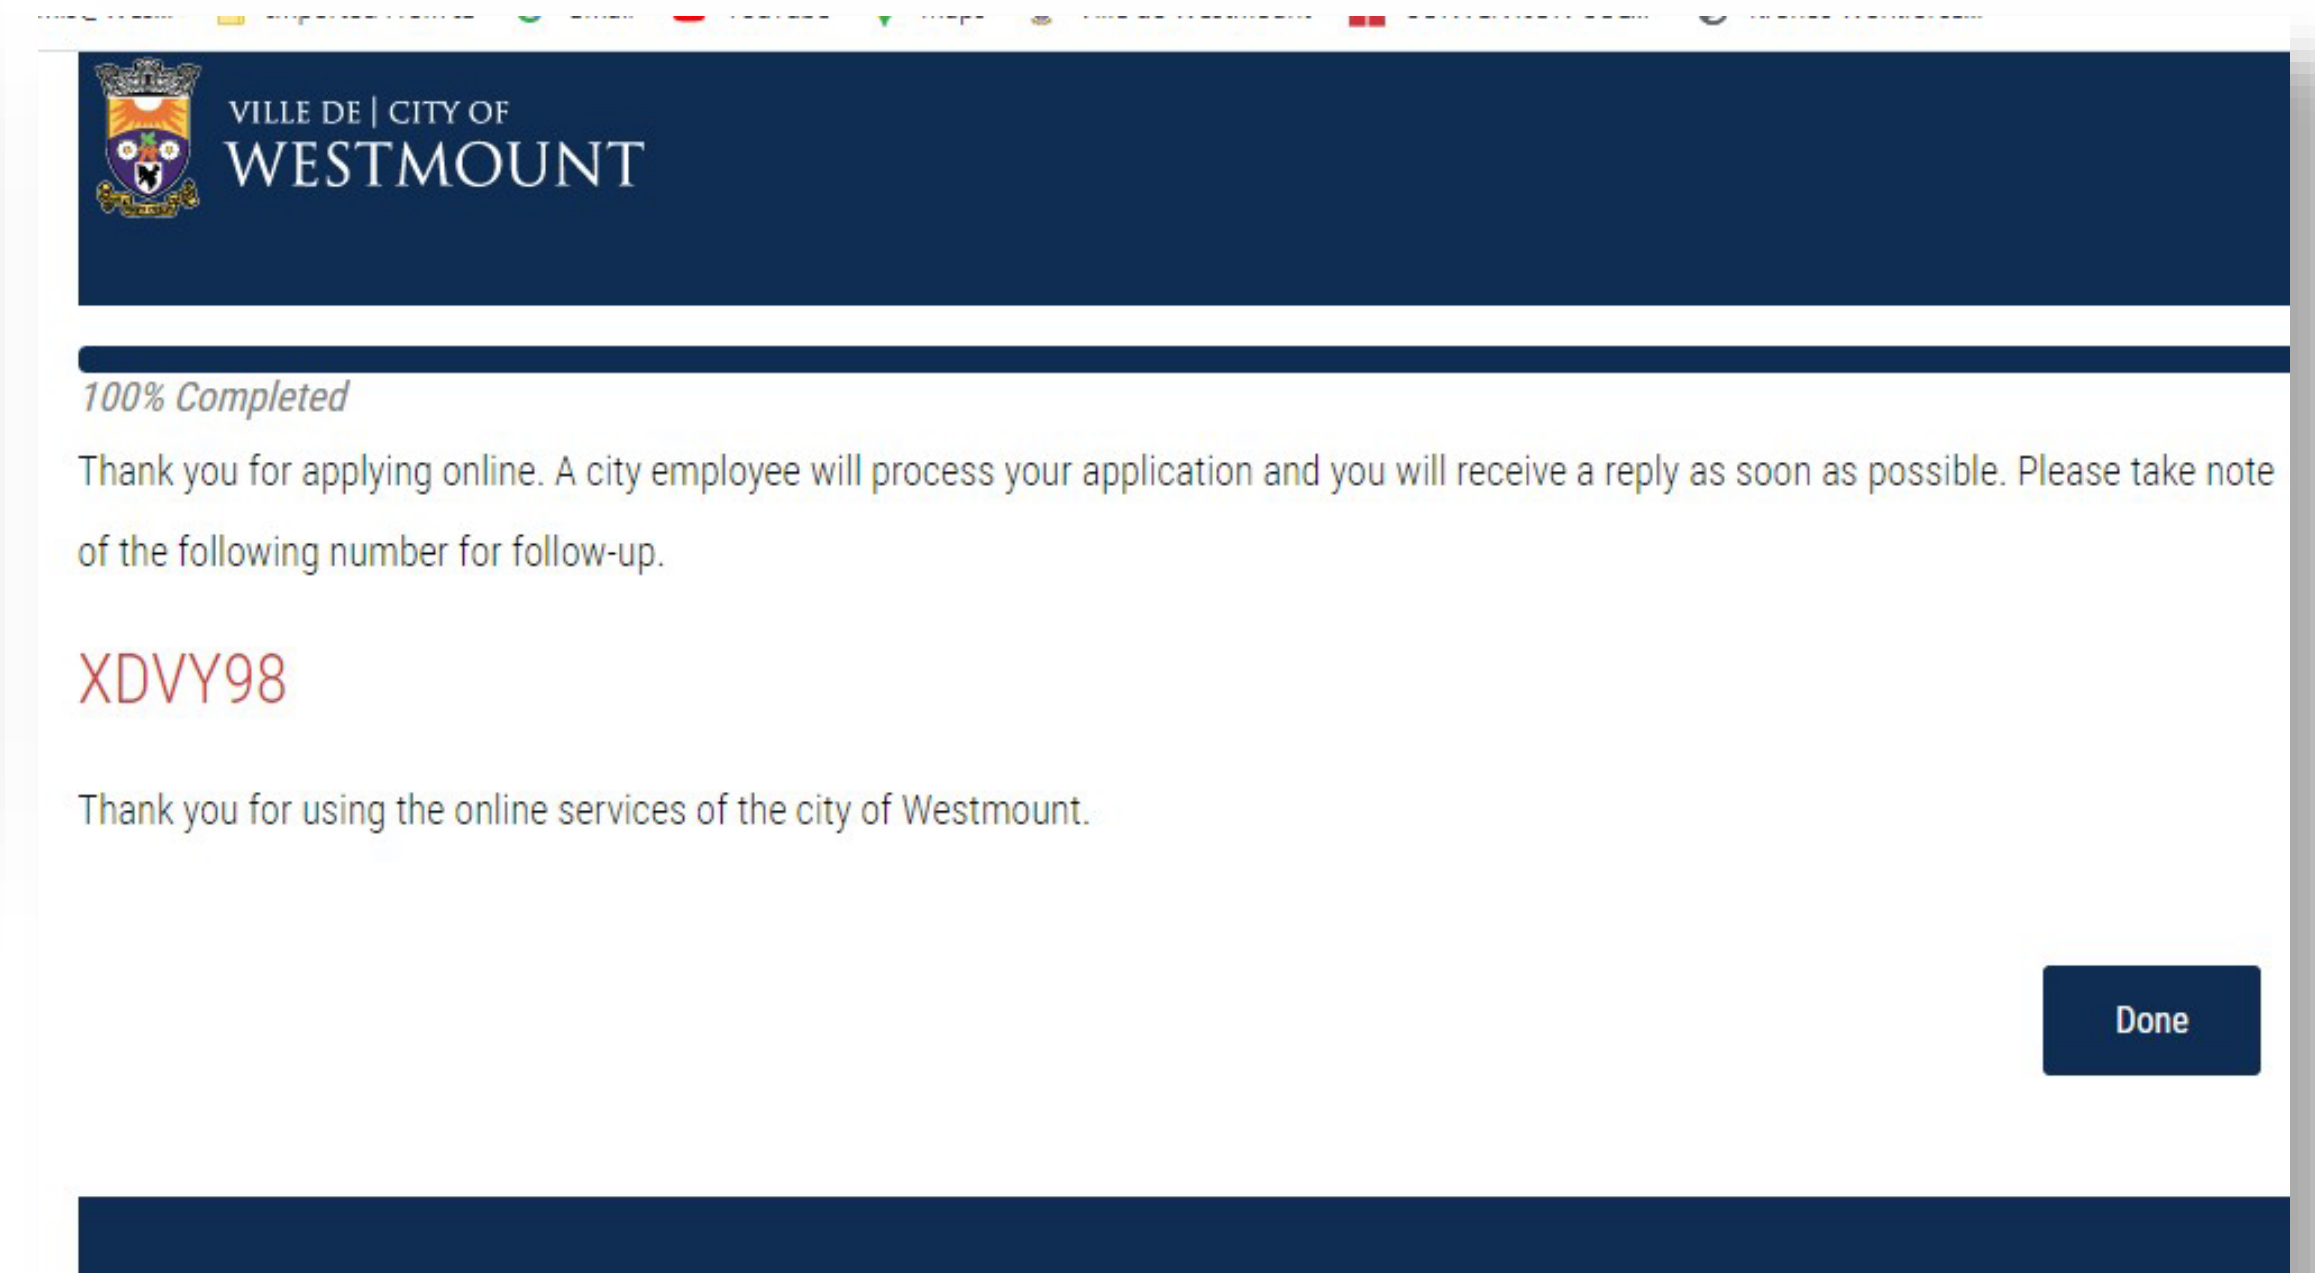 VILLE DE | CITY OF
WESTMOUNT
100% Completed
Thank you for applying online. A city employee will process your application and you will receive a reply as soon as possible. Please take note
of the following number for follow-up.
XDVY98
Thank you for using the online services of the city of Westmount.
Done